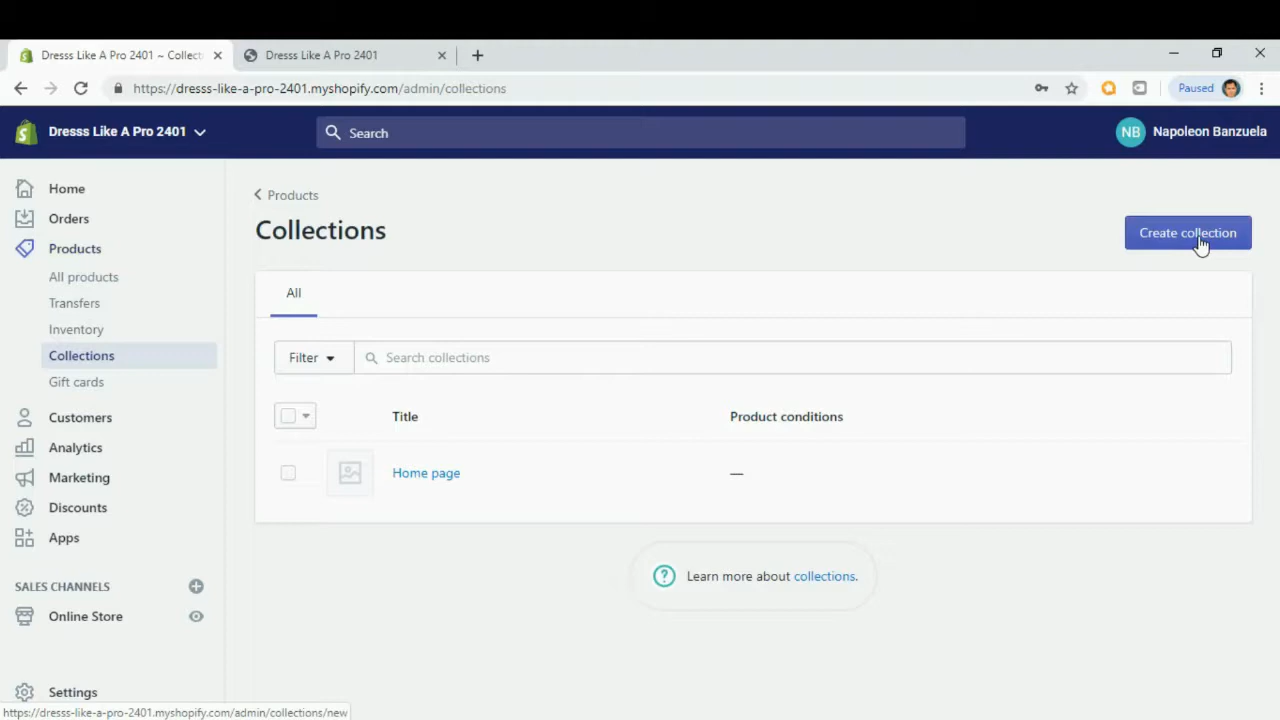 Dresss Like A Pro 2401 ~ Collect
Dresss Like A Pro 2401
https://dresss-like-a-pro-2401.myshopify.com/admin/collections
Paused
Dresss Like A Pro 2401
Search
NB
Napoleon Banzuela
Home
Orders
Products
All products
Transfers
Inventory
Collections
Gift cards
Customers
Analytics
Marketing
Discounts
Apps
SALES CHANNELS
Online Store
Settings
Products
Collections
Create collection
All
Filter
Search collections
Title
Product conditions
Home page
—
Learn more about collections.
https://dresss-like-a-pro-2401.myshopify.com/admin/collections/new